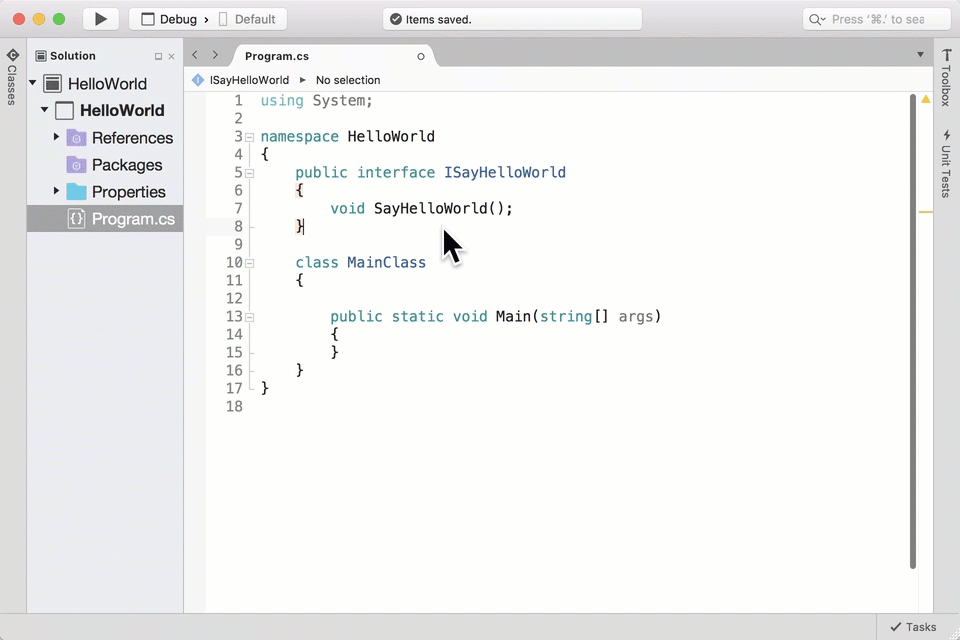 Debug › Default
Items saved.
Press '⌘.' to sea
Classes
Solution
HelloWorld
HelloWorld
References
Packages
Properties
Program.cs
Program.cs
ISayHelloWorld ▸ No selection
1 using System;
2
3 namespace HelloWorld
4 {
5 public interface ISayHelloWorld
6 {
7 void SayHelloWorld();
8 }
9
10 class MainClass
11 {
12
13 public static void Main(string[] args)
14 {
15 }
16 }
17 }
18
Toolbox
Unit Tests
Tasks